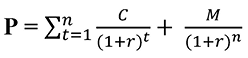 P = ∑ₜ₌₁ⁿ C/(1+r)ᵗ + M/(1+r)ⁿ